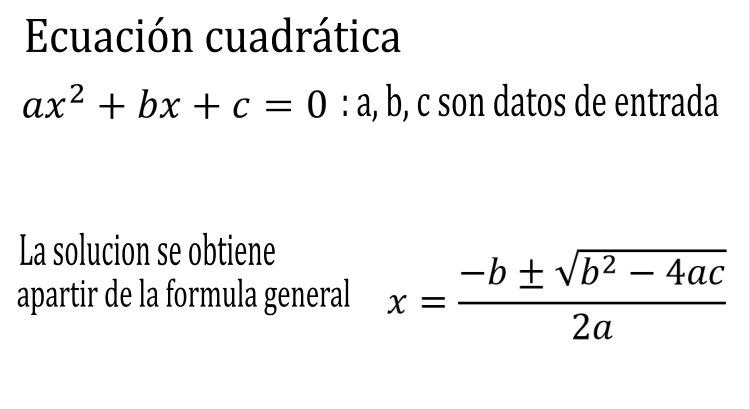 Ecuación cuadrática
ax² + bx + c = 0 : a, b, c son datos de entrada
La solucion se obtiene
apartir de la formula general x = (−b ± √(b² − 4ac)) / 2a